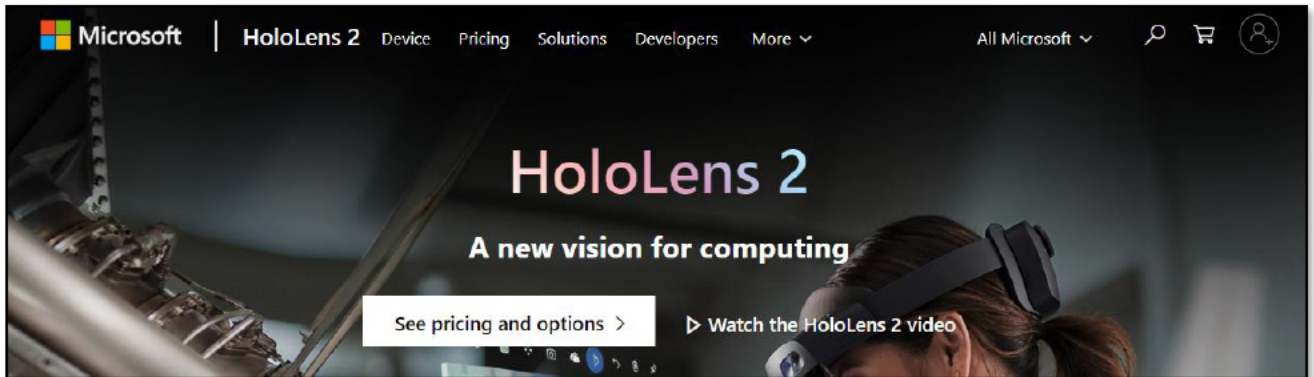 Microsoft | HoloLens 2 Device Pricing Solutions Developers More All Microsoft
HoloLens 2
A new vision for computing
See pricing and options
Watch the HoloLens 2 video